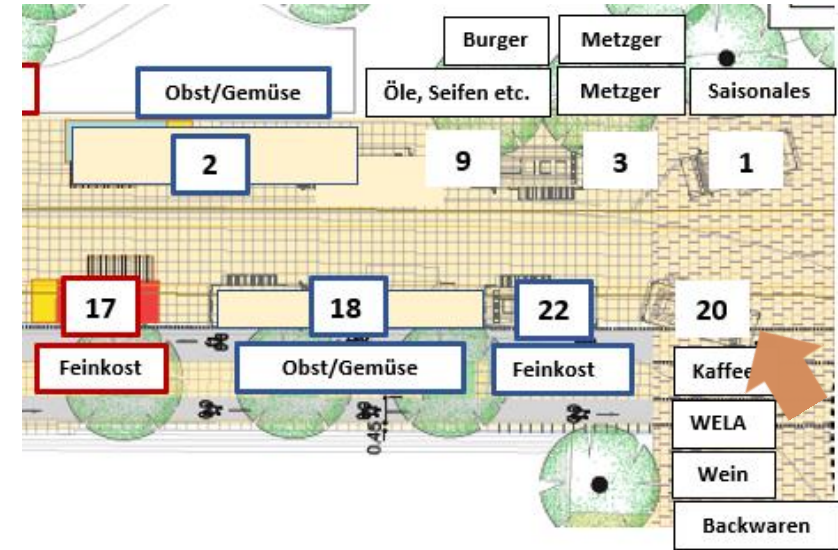 Burger
Metzger
Obst/Gemüse
Öle, Seifen etc.
Metzger
Saisonales
2
9
3
1
17
18
22
20
Feinkost
Obst/Gemüse
Feinkost
Kaffee
WELA
0.45
Wein
Backwaren